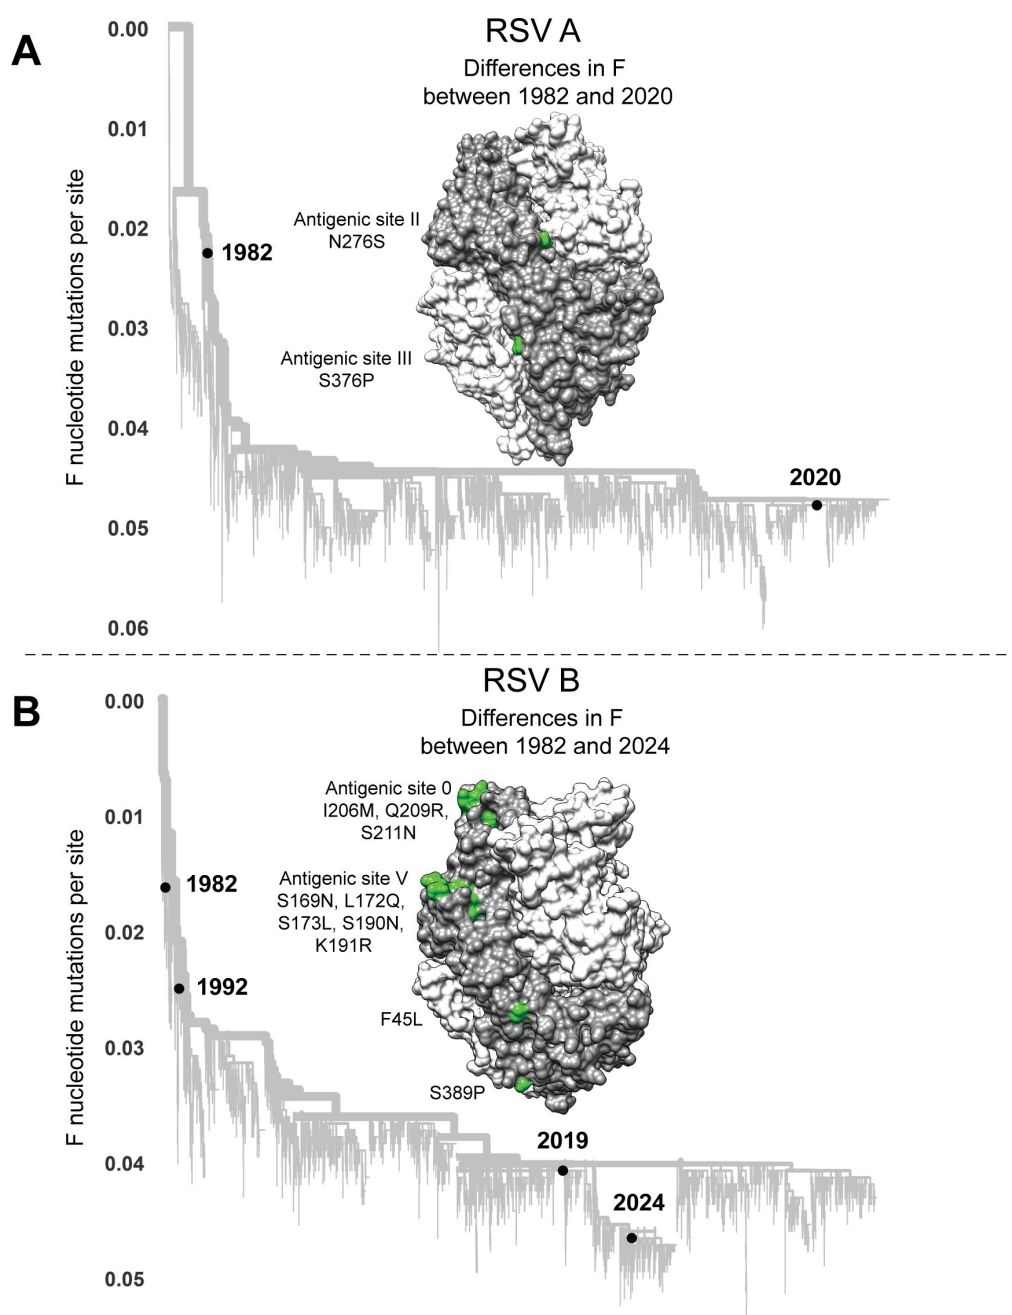 A
RSV A
Differences in F
between 1982 and 2020
F nucleotide mutations per site
0.00
0.01
0.02
0.03
0.04
0.05
0.06
1982
Antigenic site II
N276S
Antigenic site III
S376P
2020
B
RSV B
Differences in F
between 1982 and 2024
F nucleotide mutations per site
0.00
0.01
0.02
0.03
0.04
0.05
Antigenic site 0
I206M, Q209R,
S211N
Antigenic site V
S169N, L172Q,
S173L, S190N,
K191R
F45L
S389P
1982
1992
2019
2024